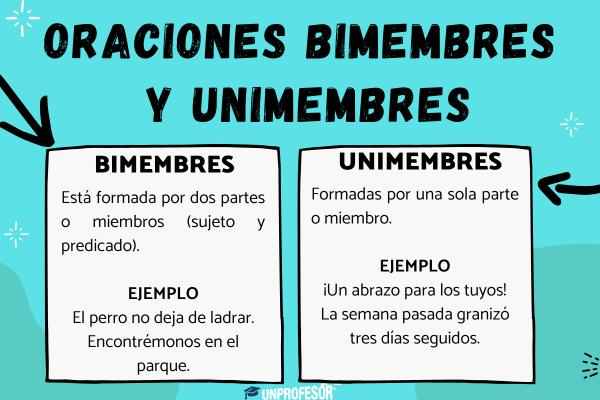 ORACIONES BIMEMBRES
Y UNIMEMBRES
BIMEMBRES
Está formada por dos partes
o miembros (sujeto y
predicado).
EJEMPLO
El perro no deja de ladrar.
Encontrémonos en el
parque.
UNIMEMBRES
Formadas por una sola parte
o miembro.
EJEMPLO
¡Un abrazo para los tuyos!
La semana pasada granizó
tres días seguidos.
UNPROFESOR